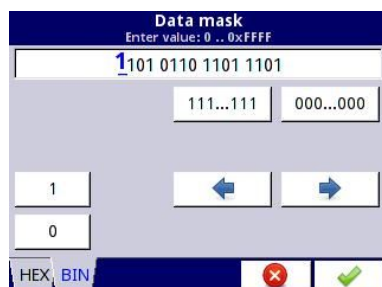 Data mask
Enter value: 0 .. 0xFFFF
1101 0110 1101 1101
111...111 000...000
1
0
HEX BIN